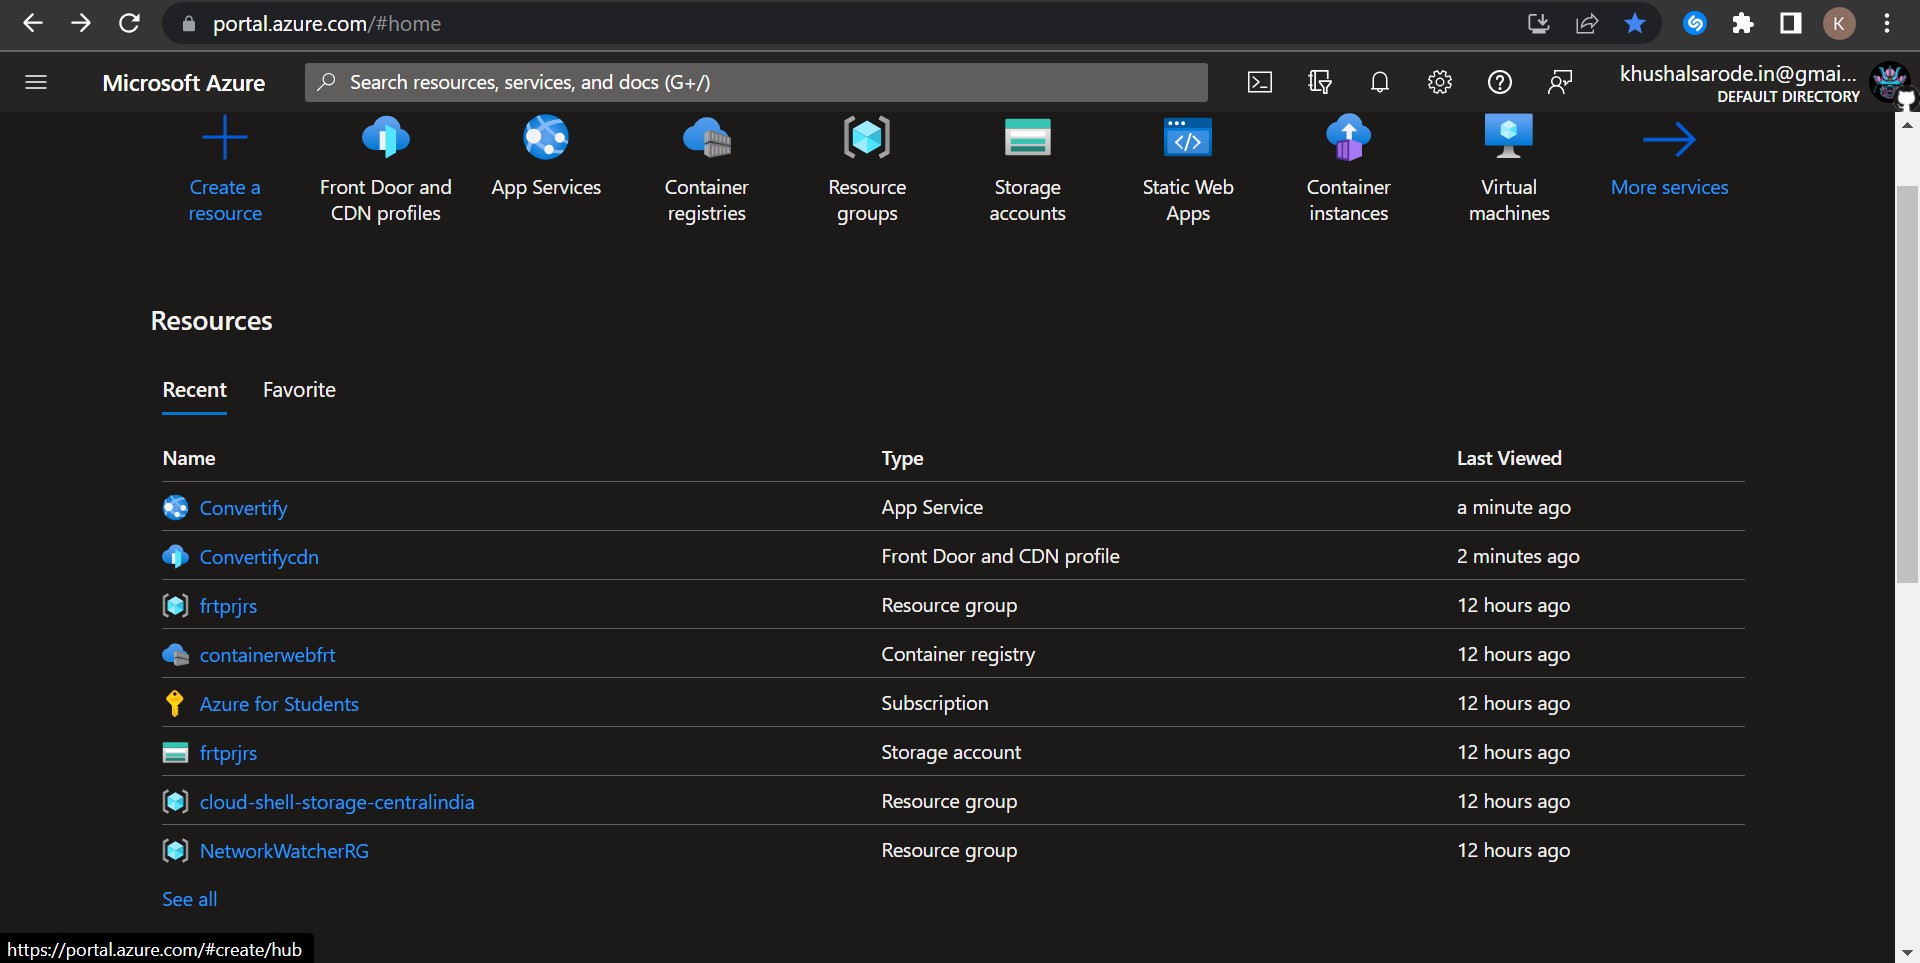 portal.azure.com/#home
K
Microsoft Azure
Search resources, services, and docs (G+/)
khushalsarode.in@gmai...
DEFAULT DIRECTORY
Create a
resource
Front Door and
CDN profiles
App Services
Container
registries
Resource
groups
Storage
accounts
Static Web
Apps
Container
instances
Virtual
machines
More services
Resources
Recent Favorite
Name Type Last Viewed
Convertify App Service a minute ago
Convertifycdn Front Door and CDN profile 2 minutes ago
frtprjrs Resource group 12 hours ago
containerwebfrt Container registry 12 hours ago
Azure for Students Subscription 12 hours ago
frtprjrs Storage account 12 hours ago
cloud-shell-storage-centralindia Resource group 12 hours ago
NetworkWatcherRG Resource group 12 hours ago
See all
https://portal.azure.com/#create/hub